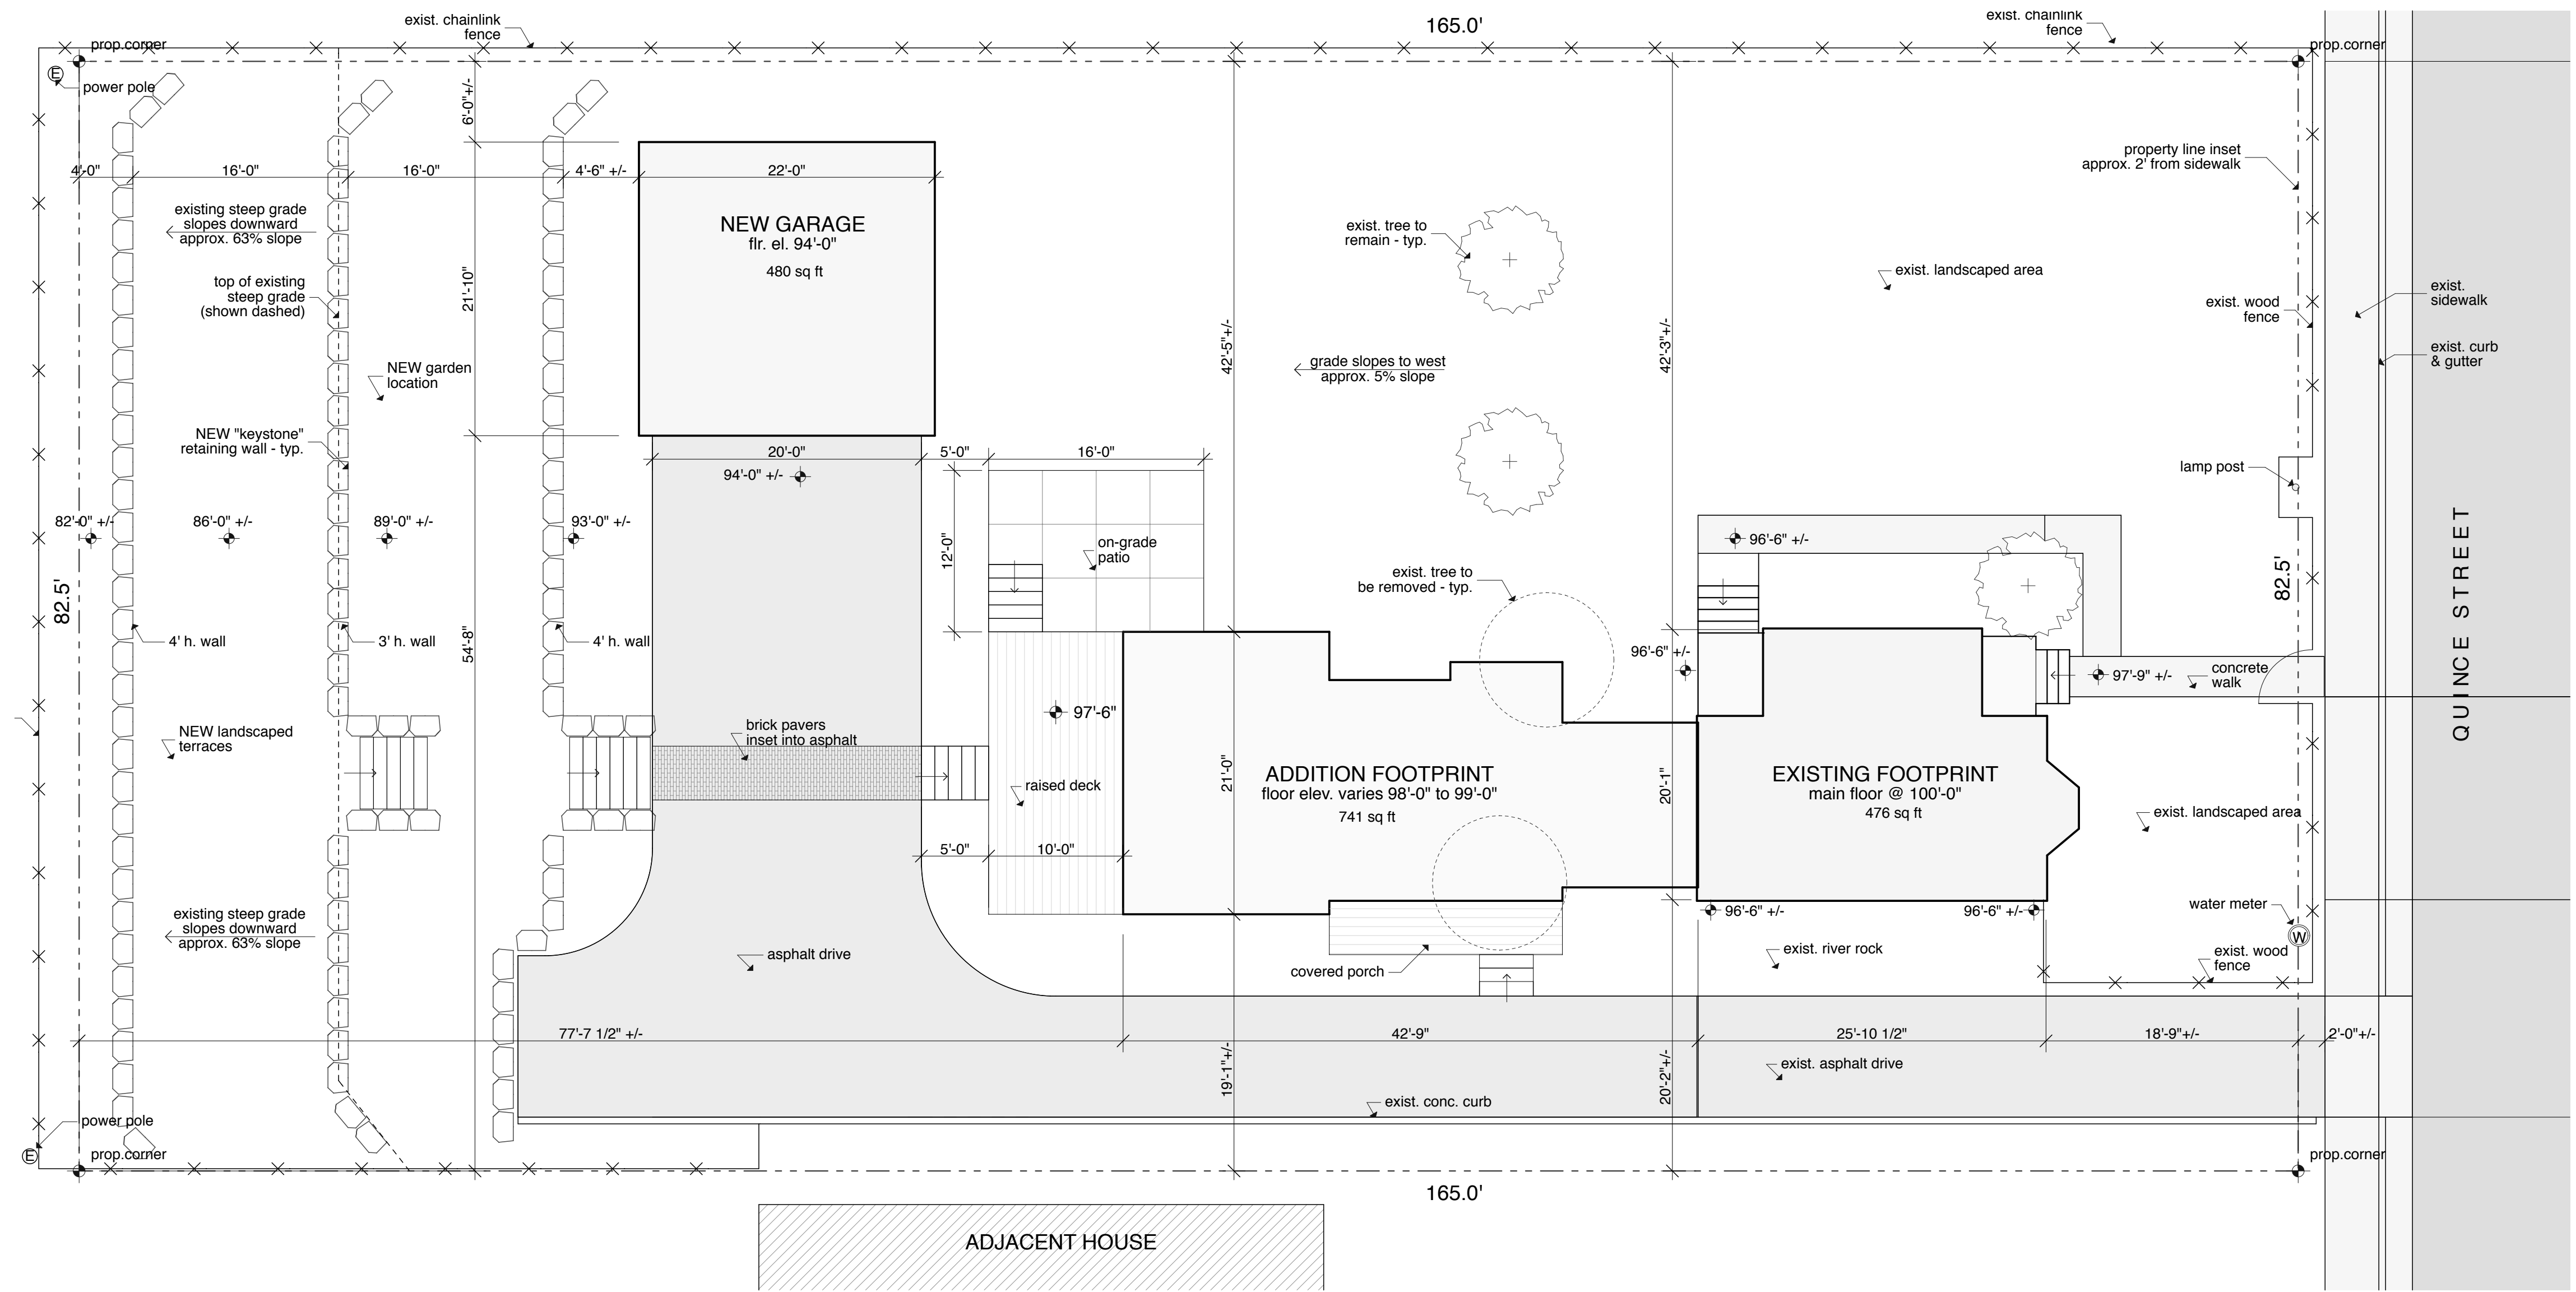 exist. chainlink
fence
165.0'
exist. chainlink
fence
prop.corner
prop.corner
E
power pole
6'-0"+/-
4'-0"
16'-0"
16'-0"
4'-6" +/-
22'-0"
property line inset
approx. 2' from sidewalk
existing steep grade
slopes downward
approx. 63% slope
NEW GARAGE
flr. el. 94'-0"
480 sq ft
exist. tree to
remain - typ.
exist. landscaped area
top of existing
steep grade
(shown dashed)
21'-10"
exist. wood
fence
exist.
sidewalk
42'-5"+/-
42'-3"+/-
exist. curb
& gutter
NEW garden
location
grade slopes to west
approx. 5% slope
NEW "keystone"
retaining wall - typ.
20'-0"
5'-0"
16'-0"
94'-0" +/-
lamp post
82'-0" +/-
86'-0" +/-
89'-0" +/-
93'-0" +/-
12'-0"
on-grade
patio
96'-6" +/-
exist. tree to
be removed - typ.
82.5'
82.5'
QUINCE STREET
4' h. wall
3' h. wall
4' h. wall
54'-8"
96'-6" +/-
97'-9" +/-
concrete
walk
97'-6"
NEW landscaped
terraces
brick pavers
inset into asphalt
raised deck
21'-0"
ADDITION FOOTPRINT
floor elev. varies 98'-0" to 99'-0"
741 sq ft
20'-1"
EXISTING FOOTPRINT
main floor @ 100'-0"
476 sq ft
exist. landscaped area
5'-0"
10'-0"
existing steep grade
slopes downward
approx. 63% slope
96'-6" +/-
96'-6" +/-
water meter
W
asphalt drive
covered porch
exist. river rock
exist. wood
fence
77'-7 1/2" +/-
42'-9"
25'-10 1/2"
18'-9"+/-
2'-0"+/-
19'-1"+/-
20'-2"+/-
exist. asphalt drive
exist. conc. curb
power pole
E
prop.corner
prop.corner
165.0'
ADJACENT HOUSE